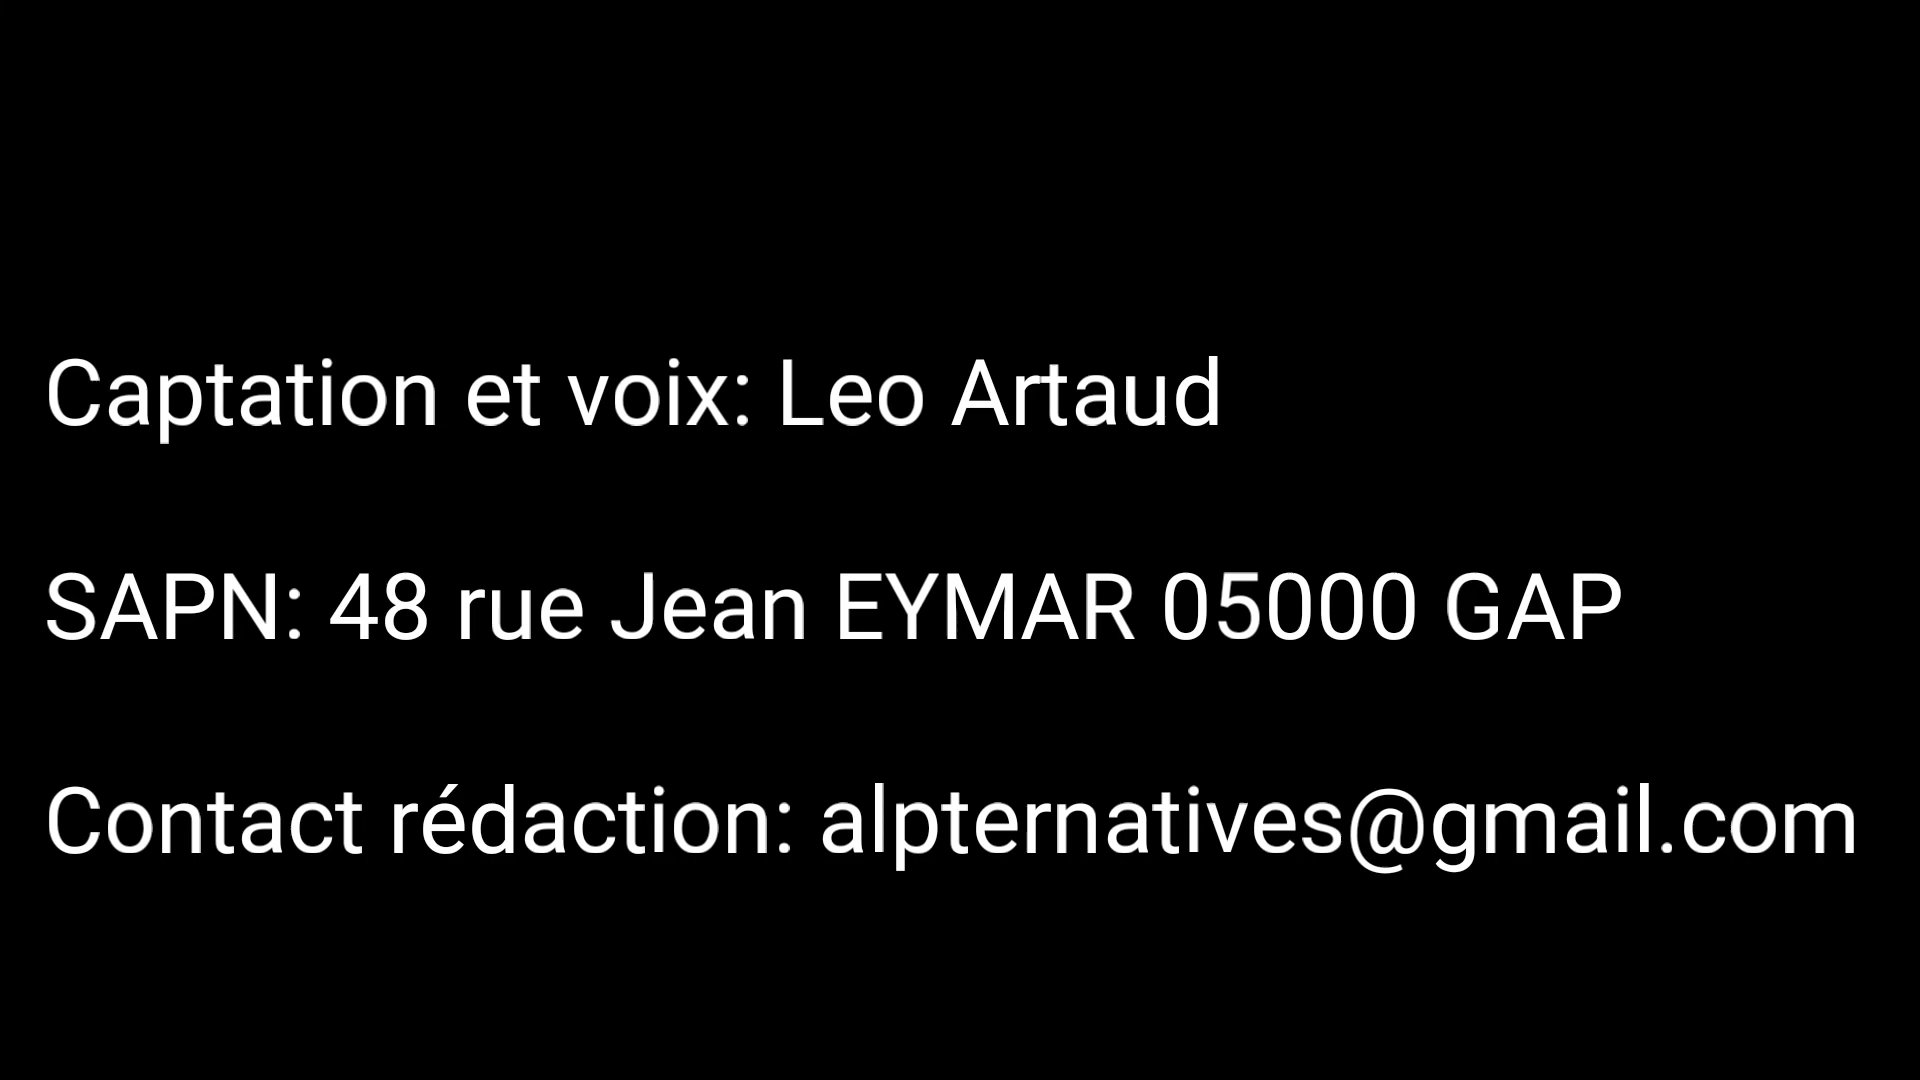 Captation et voix: Leo Artaud
SAPN: 48 rue Jean EYMAR 05000 GAP
Contact rédaction: alpternatives@gmail.com